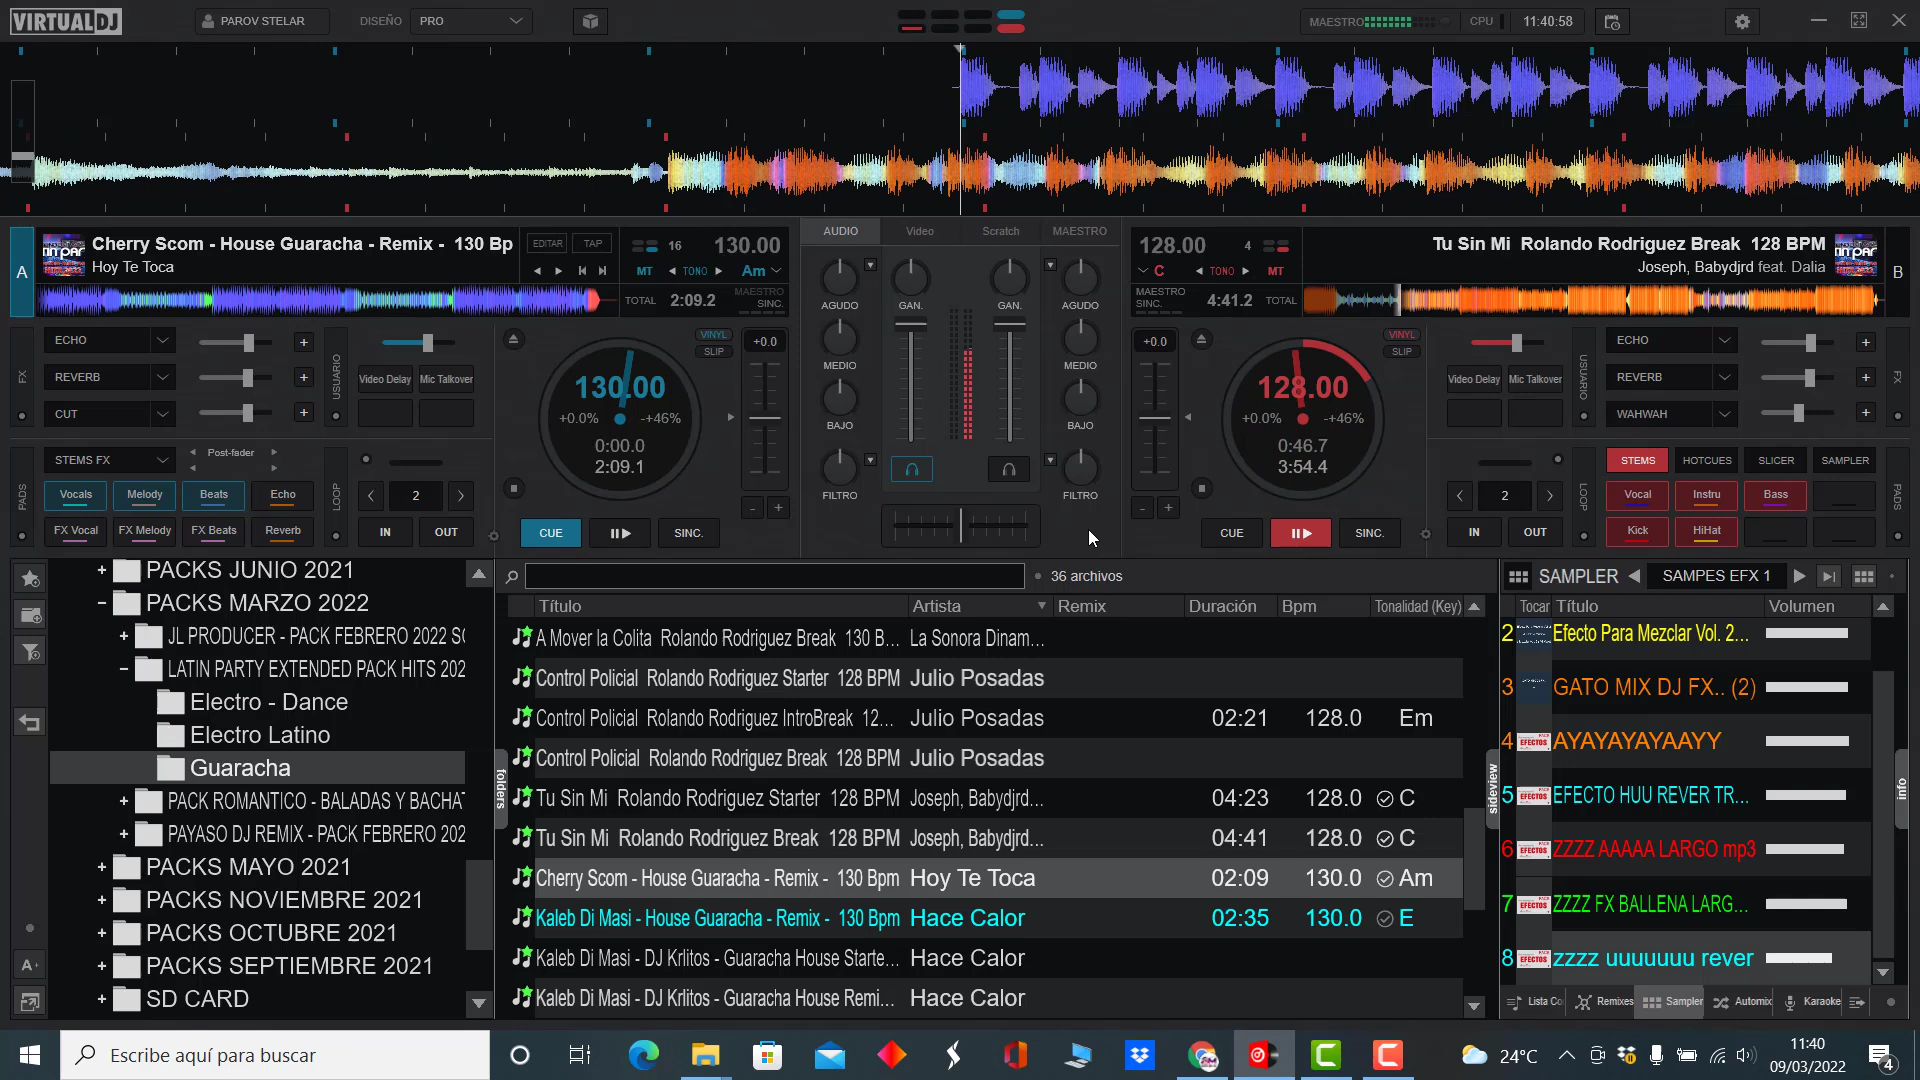 VIRTUALDJ
PAROV STELAR
DISEÑO
PRO
MAESTRO
CPU
11:40:58
A
Cherry Scom - House Guaracha - Remix - 130 Bp
Hoy Te Toca
EDITAR
TAP
16
130.00
MT
TONO
Am
TOTAL
2:09.2
MAESTRO
SINC.
AUDIO
Video
Scratch
MAESTRO
128.00
4
C
TONO
MT
MAESTRO
SINC.
4:41.2
TOTAL
Tu Sin Mi Rolando Rodriguez Break 128 BPM
Joseph, Babydjrd feat. Dalia
B
FX
ECHO
+
REVERB
+
CUT
+
USUARIO
Video Delay
Mic Talkover
VINYL
SLIP
+0.0
130.00
+0.0%
-+46%
0:00.0
2:09.1
AGUDO
GAN.
GAN.
AGUDO
MEDIO
MEDIO
BAJO
BAJO
FILTRO
FILTRO
+0.0
VINYL
SLIP
128.00
+0.0%
-+46%
0:46.7
3:54.4
Video Delay
Mic Talkover
USUARIO
ECHO
+
REVERB
+
WAHWAH
+
FX
PADS
STEMS FX
Post-fader
Vocals
Melody
Beats
Echo
FX Vocal
FX Melody
FX Beats
Reverb
LOOP
2
IN
OUT
CUE
SINC.
-
+
-
+
CUE
SINC.
2
IN
OUT
LOOP
STEMS
HOTCUES
SLICER
SAMPLER
Vocal
Instru
Bass
Kick
HiHat
PADS
+ PACKS JUNIO 2021
- PACKS MARZO 2022
+ JL PRODUCER - PACK FEBRERO 2022 S
- LATIN PARTY EXTENDED PACK HITS 202
Electro - Dance
Electro Latino
Guaracha
+ PACK ROMANTICO - BALADAS Y BACHA
+ PAYASO DJ REMIX - PACK FEBRERO 202
+ PACKS MAYO 2021
+ PACKS NOVIEMBRE 2021
+ PACKS OCTUBRE 2021
+ PACKS SEPTIEMBRE 2021
+ SD CARD
A
folders
36 archivos
Título Artista Remix Duración Bpm Tonalidad (Key)
A Mover la Colita Rolando Rodriguez Break 130 B... La Sonora Dinam...
Control Policial Rolando Rodriguez Starter 128 BPM Julio Posadas
Control Policial Rolando Rodriguez IntroBreak 12... Julio Posadas 02:21 128.0 Em
Control Policial Rolando Rodriguez Break 128 BPM Julio Posadas
Tu Sin Mi Rolando Rodriguez Starter 128 BPM Joseph, Babydjrd... 04:23 128.0 C
Tu Sin Mi Rolando Rodriguez Break 128 BPM Joseph, Babydjrd... 04:41 128.0 C
Cherry Scom - House Guaracha - Remix - 130 Bpm Hoy Te Toca 02:09 130.0 Am
Kaleb Di Masi - House Guaracha - Remix - 130 Bpm Hace Calor 02:35 130.0 E
Kaleb Di Masi - DJ Krlitos - Guaracha House Starte... Hace Calor
Kaleb Di Masi - DJ Krlitos - Guaracha House Remi... Hace Calor
sideview
SAMPLER
SAMPES EFX 1
Tocar Título Volumen
2 Efecto Para Mezclar Vol. 2...
3 GATO MIX DJ FX.. (2)
4 EFECTOS AYAYAYAYAAYY
5 EFECTOS EFECTO HUU REVER TR...
6 EFECTOS ZZZZ AAAAA LARGO mp3
7 EFECTOS ZZZZ FX BALLENA LARG...
8 EFECTOS zzzz uuuuuuu rever
info
Lista Co
Remixes
Sampler
Automix
Karaoke
Escribe aquí para buscar
24°C
11:40
09/03/2022
4